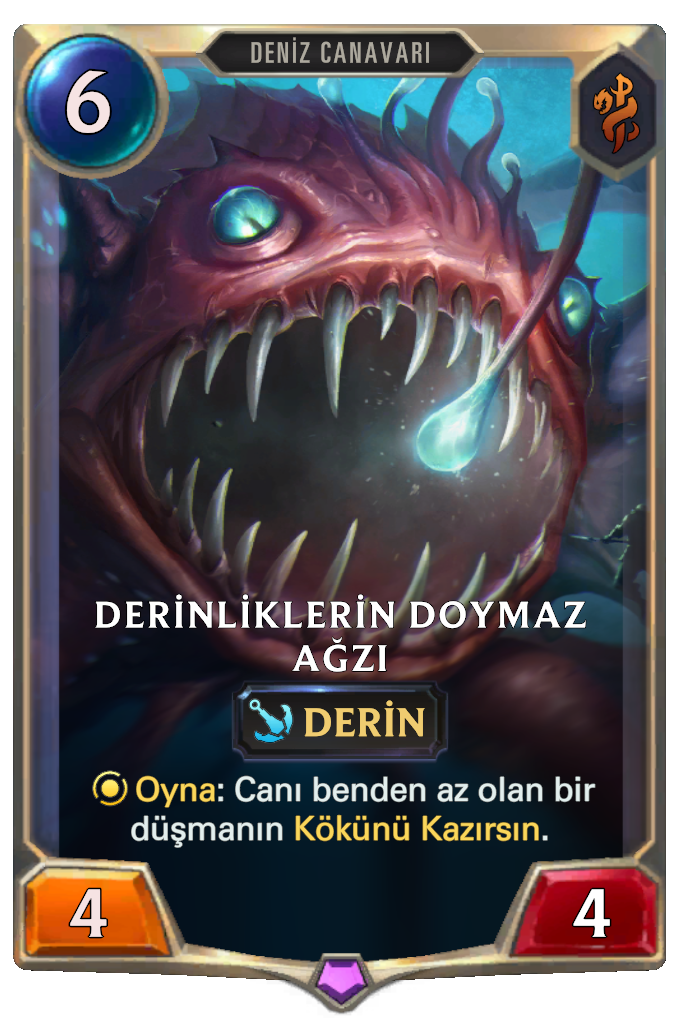 6
DENİZ CANAVARI
DERİNLİKLERİN DOYMAZ
AĞZI
DERİN
Oyna: Canı benden az olan bir
düşmanın Kökünü Kazırsın.
4
4